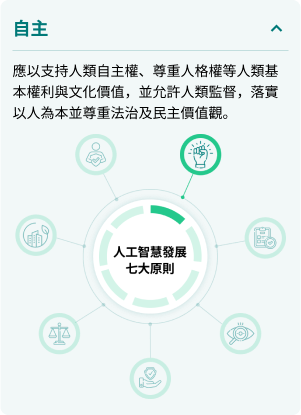 自主
應以支持人類自主權、尊重人格權等人類基
本權利與文化價值，並允許人類監督，落實
以人為本並尊重法治及民主價值觀。
人工智慧發展
七大原則